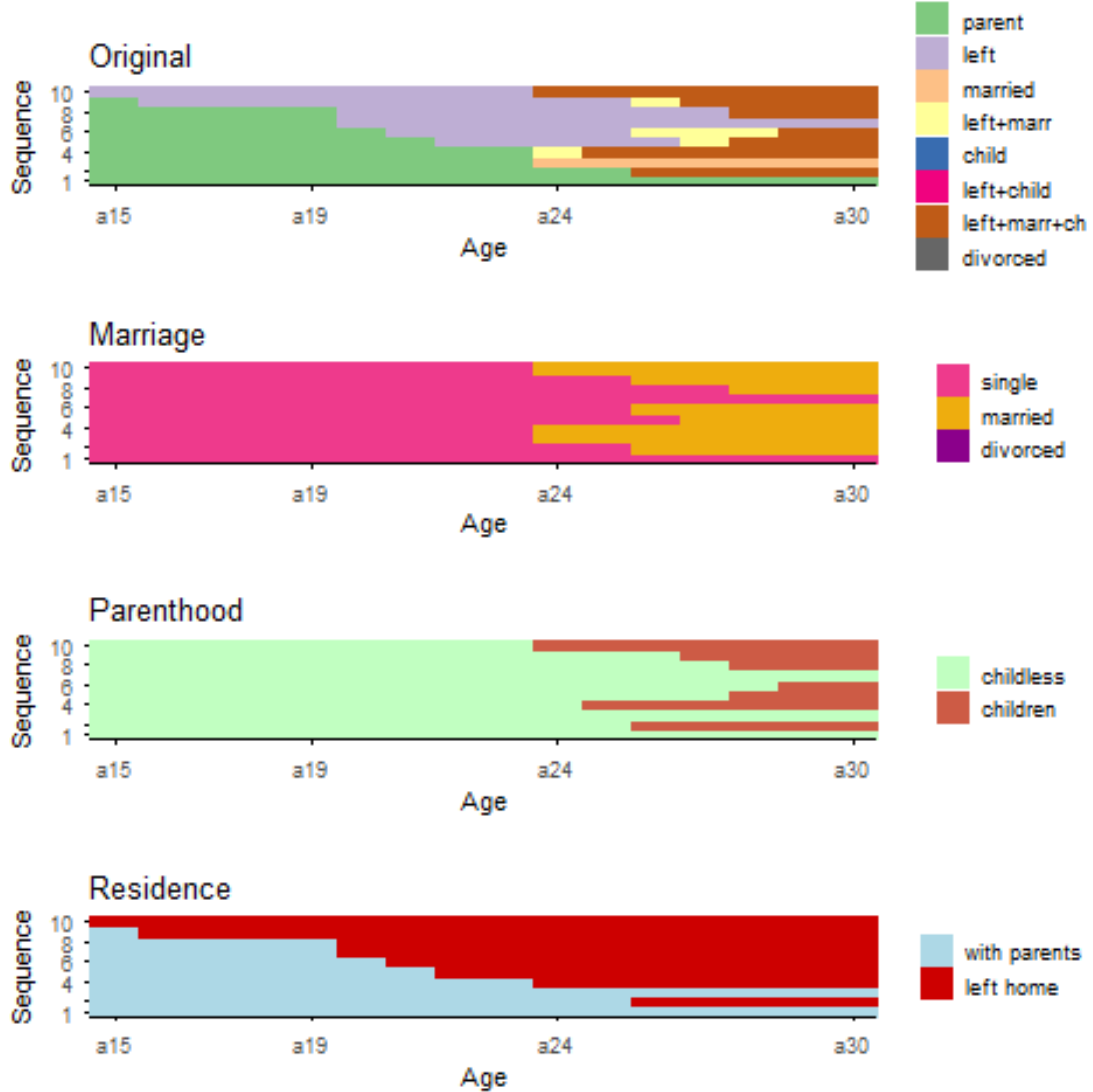 Original
Sequence
10
8
6
4
1
a15 a19 a24 a30
Age
parent
left
married
left+marr
child
left+child
left+marr+ch
divorced
Marriage
Sequence
10
8
6
4
1
a15 a19 a24 a30
Age
single
married
divorced
Parenthood
Sequence
10
8
6
4
1
a15 a19 a24 a30
Age
childless
children
Residence
Sequence
10
8
6
4
1
a15 a19 a24 a30
Age
with parents
left home